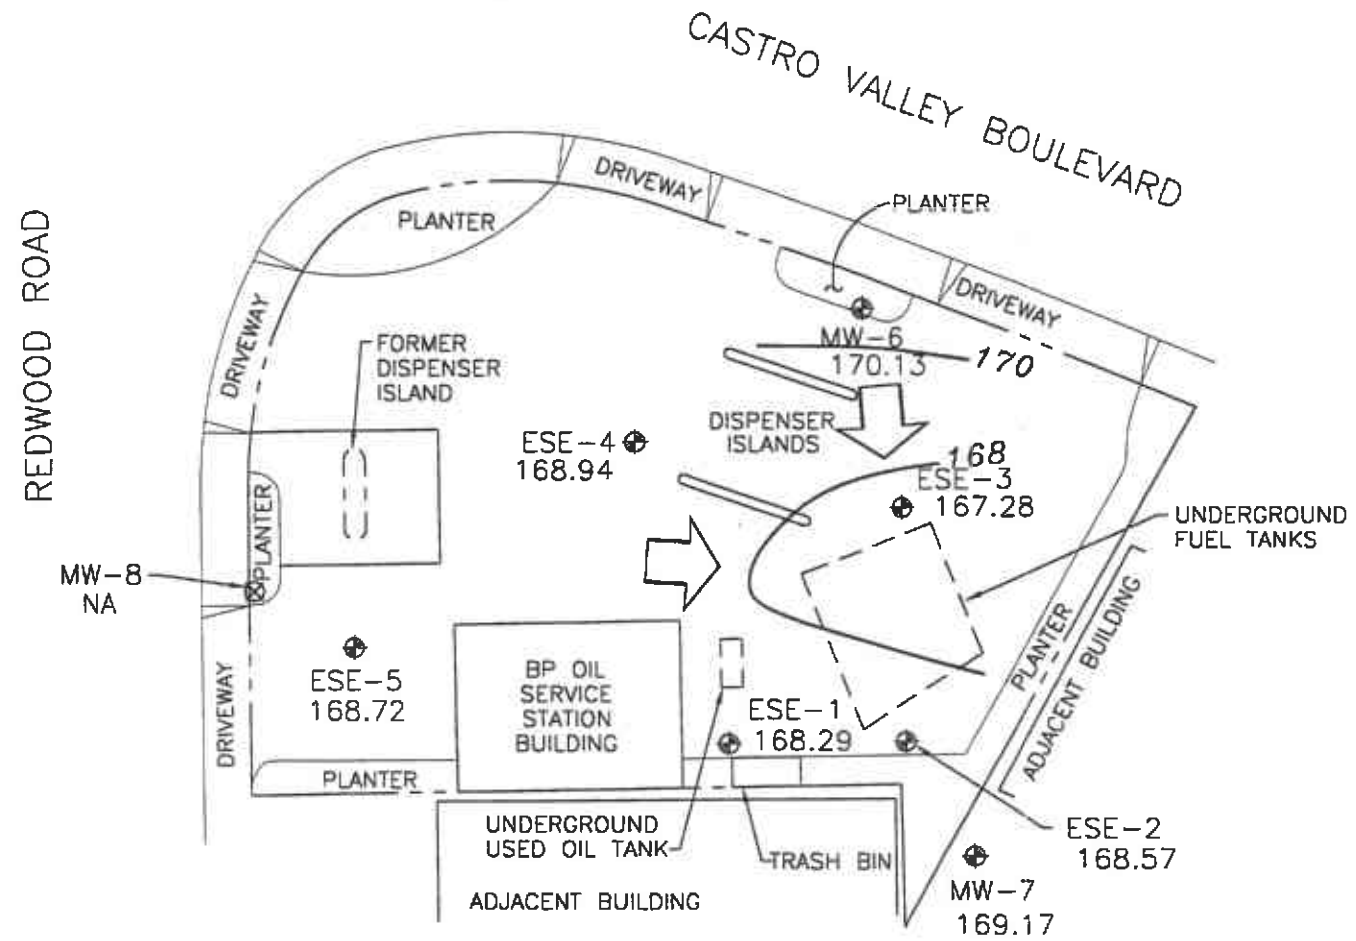 CASTRO VALLEY BOULEVARD
REDWOOD ROAD
DRIVEWAY
PLANTER
PLANTER
DRIVEWAY
DRIVEWAY
FORMER
DISPENSER
ISLAND
MW-6
170.13
170
DISPENSER
ISLANDS
ESE-4
168.94
168
ESE-3
167.28
UNDERGROUND
FUEL TANKS
PLANTER
MW-8
NA
ESE-5
168.72
DRIVEWAY
PLANTER
BP OIL
SERVICE
STATION
BUILDING
ESE-1
168.29
PLANTER
ADJACENT BUILDING
UNDERGROUND
USED OIL TANK
TRASH BIN
ADJACENT BUILDING
ESE-2
168.57
MW-7
169.17